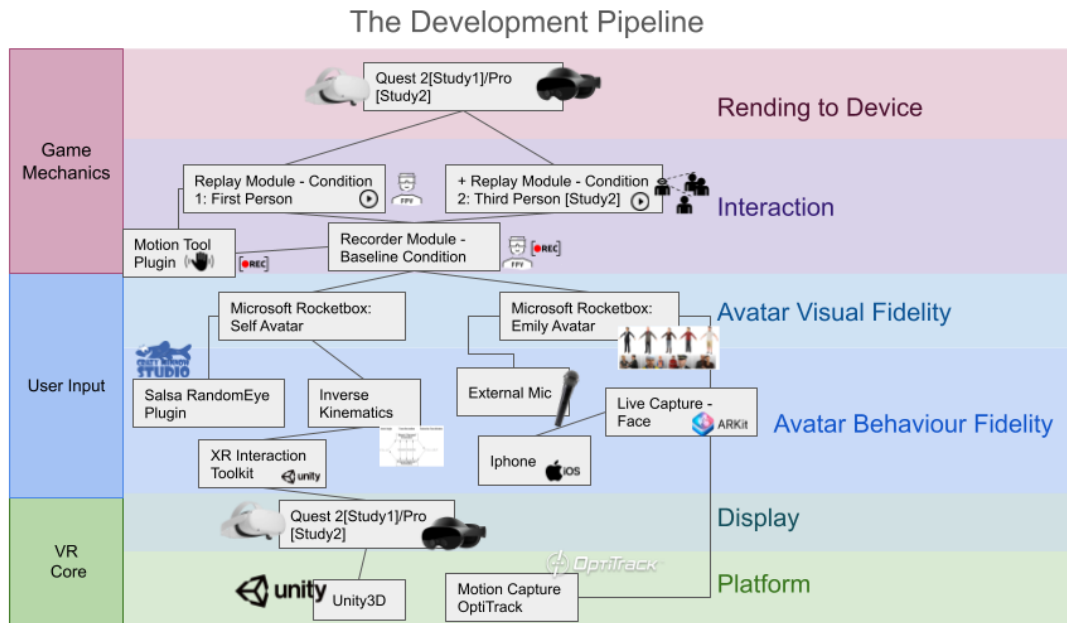 The Development Pipeline
Quest 2[Study1]/Pro
[Study2]
Rending to Device
Game
Mechanics
Replay Module - Condition
1: First Person
FPV
+ Replay Module - Condition
2: Third Person [Study2]
Interaction
Motion Tool
Plugin
[REC]
Recorder Module -
Baseline Condition
FPV
[REC]
Microsoft Rocketbox:
Self Avatar
Microsoft Rocketbox:
Emily Avatar
Avatar Visual Fidelity
User Input
CRAZY MINNOW
STUDIO
Salsa RandomEye
Plugin
Inverse
Kinematics
External Mic
Live Capture -
Face
ARKit
Avatar Behaviour Fidelity
XR Interaction
Toolkit
unity
Iphone
iOS
VR
Core
Quest 2[Study1]/Pro
[Study2]
Display
OptiTrack
unity
Unity3D
Motion Capture
OptiTrack
Platform